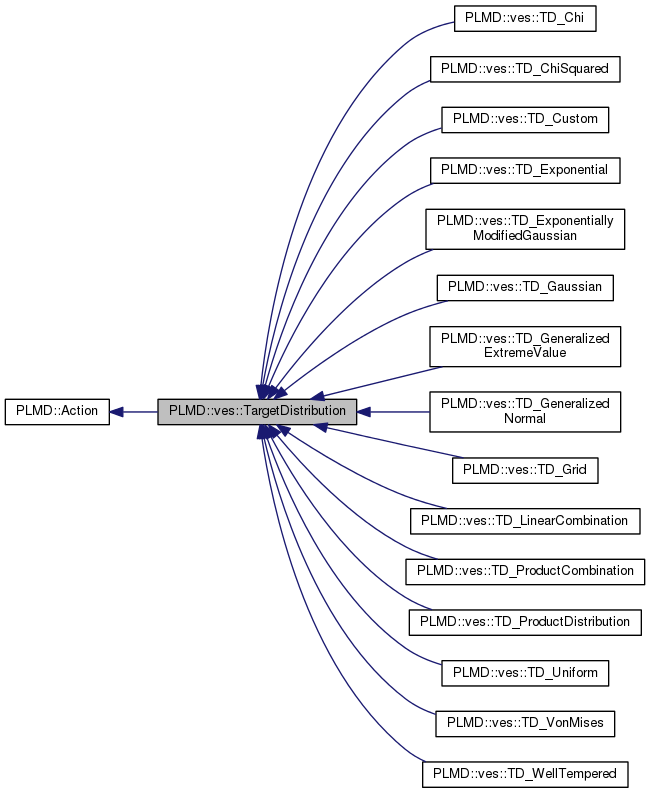 PLMD::ves::TD_Chi
PLMD::ves::TD_ChiSquared
PLMD::ves::TD_Custom
PLMD::ves::TD_Exponential
PLMD::ves::TD_Exponentially
ModifiedGaussian
PLMD::ves::TD_Gaussian
PLMD::ves::TD_Generalized
ExtremeValue
PLMD::Action
PLMD::ves::TargetDistribution
PLMD::ves::TD_Generalized
Normal
PLMD::ves::TD_Grid
PLMD::ves::TD_LinearCombination
PLMD::ves::TD_ProductCombination
PLMD::ves::TD_ProductDistribution
PLMD::ves::TD_Uniform
PLMD::ves::TD_VonMises
PLMD::ves::TD_WellTempered